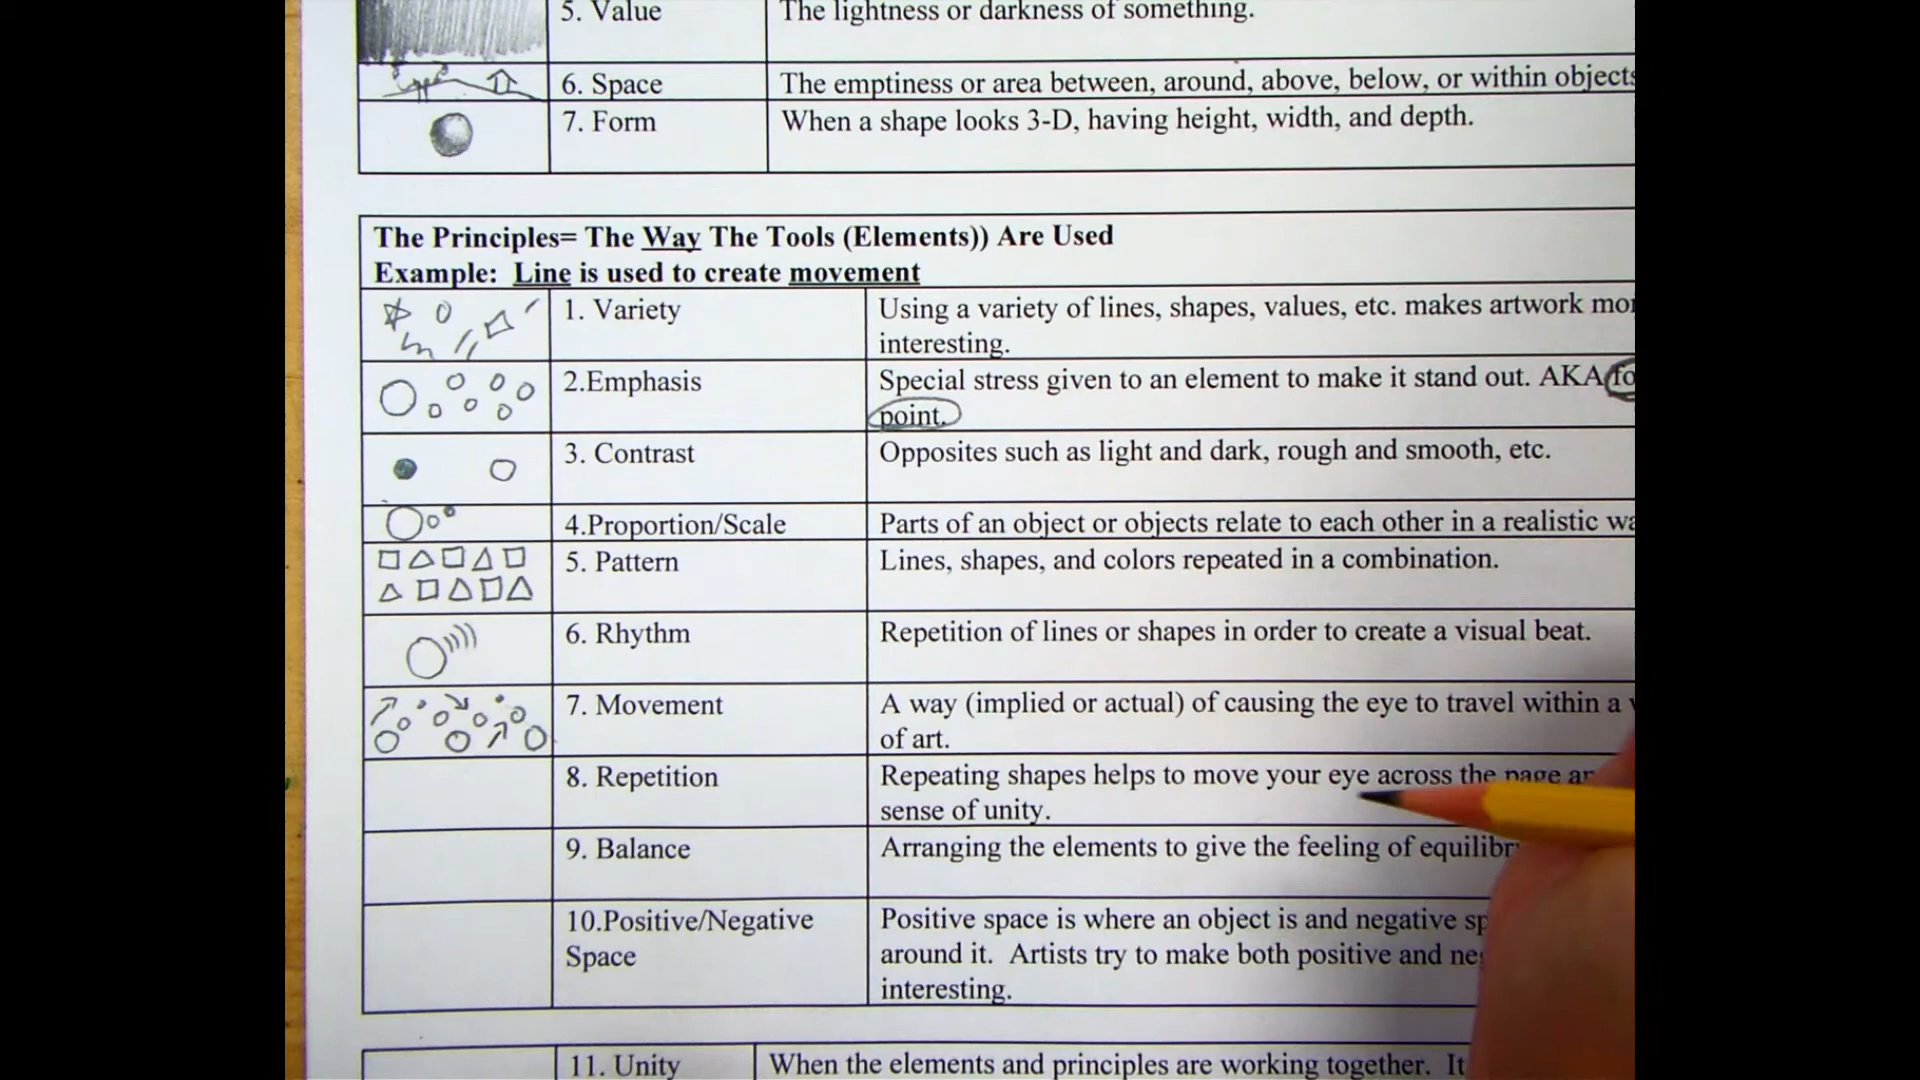 5. Value The lightness or darkness of something.
6. Space The emptiness or area between, around, above, below, or within objects
7. Form When a shape looks 3-D, having height, width, and depth.
The Principles= The Way The Tools (Elements)) Are Used
Example: Line is used to create movement
1. Variety Using a variety of lines, shapes, values, etc. makes artwork
interesting.
2.Emphasis Special stress given to an element to make it stand out. AKA
point.
3. Contrast Opposites such as light and dark, rough and smooth, etc.
4.Proportion/Scale Parts of an object or objects relate to each other in a realistic
5. Pattern Lines, shapes, and colors repeated in a combination.
6. Rhythm Repetition of lines or shapes in order to create a visual beat.
7. Movement A way (implied or actual) of causing the eye to travel within a
of art.
8. Repetition Repeating shapes helps to move your eye across the page
sense of unity.
9. Balance Arranging the elements to give the feeling of
10.Positive/Negative Positive space is where an object is and negative
Space around it. Artists try to make both positive and
interesting.
11. Unity When the elements and principles are working together. It